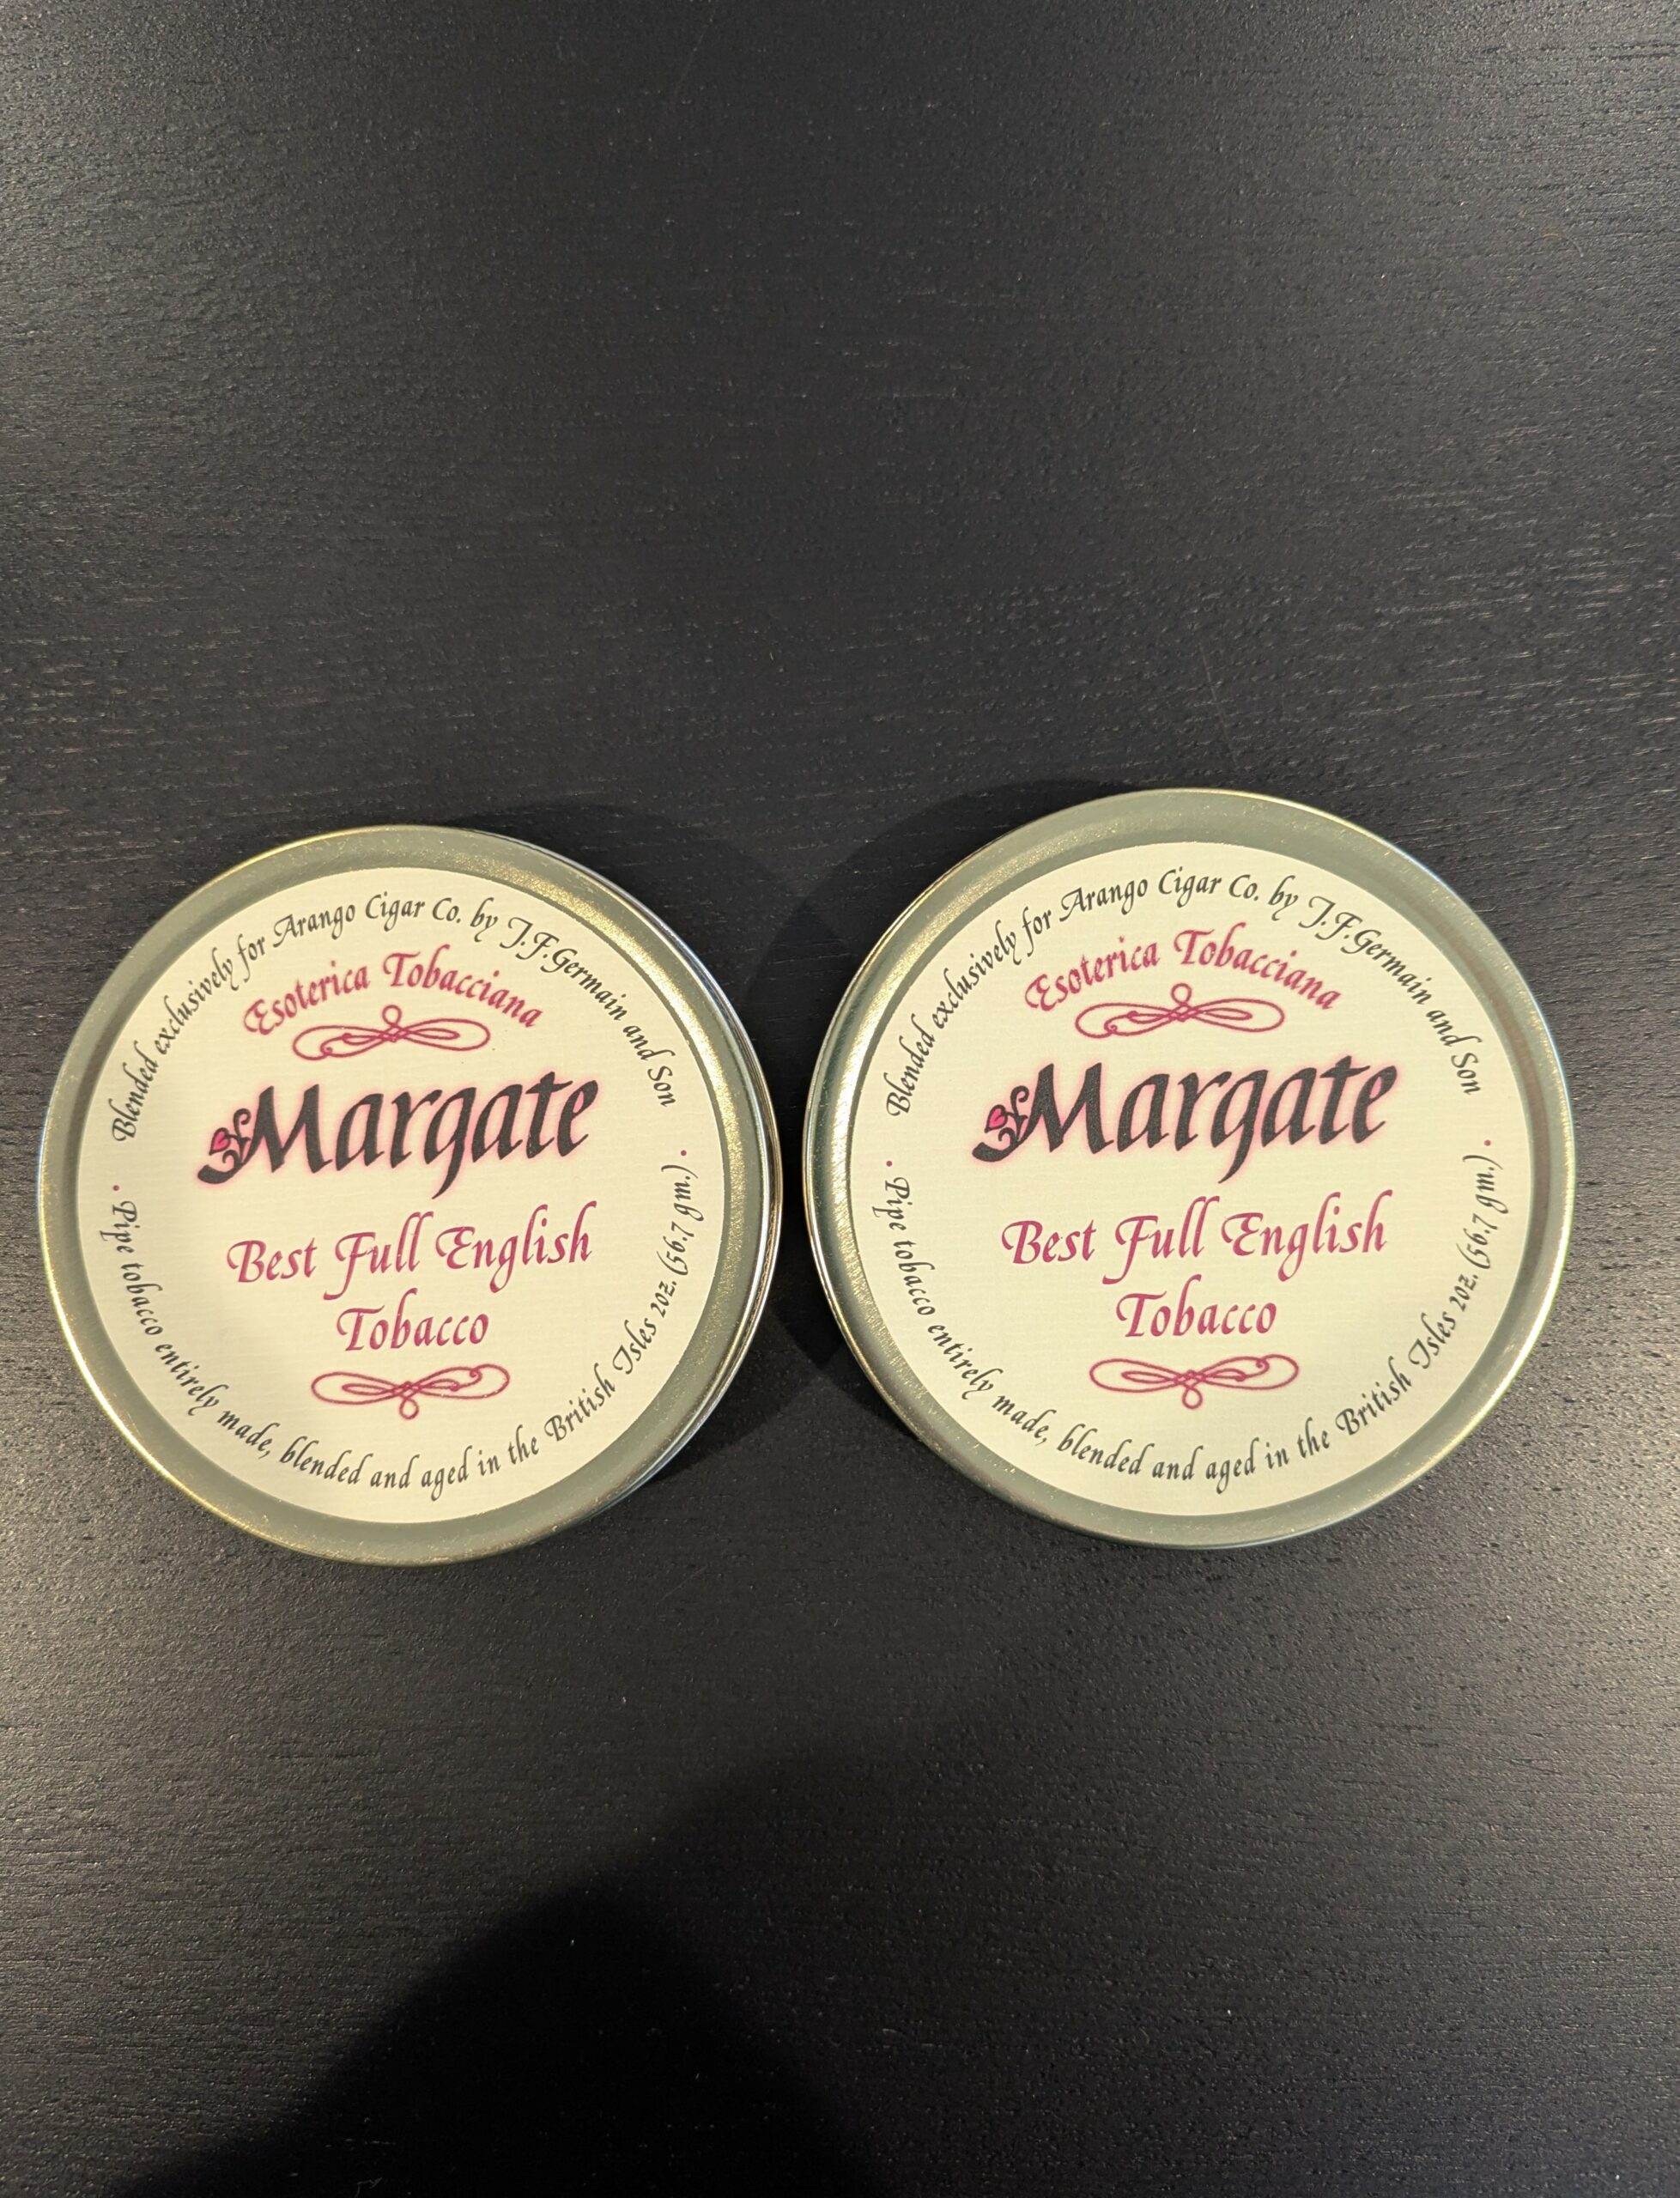 Blended exclusively for Arango Cigar Co. by J.F.Germain and Son
Esoterica Tobacciana
Margate
Best Full English
Tobacco
· Pipe tobacco entirely made, blended and aged in the British Isles 2oz. (56.7 gm.) ·
Blended exclusively for Arango Cigar Co. by J.F.Germain and Son
Esoterica Tobacciana
Margate
Best Full English
Tobacco
· Pipe tobacco entirely made, blended and aged in the British Isles 2oz. (56.7 gm.) ·